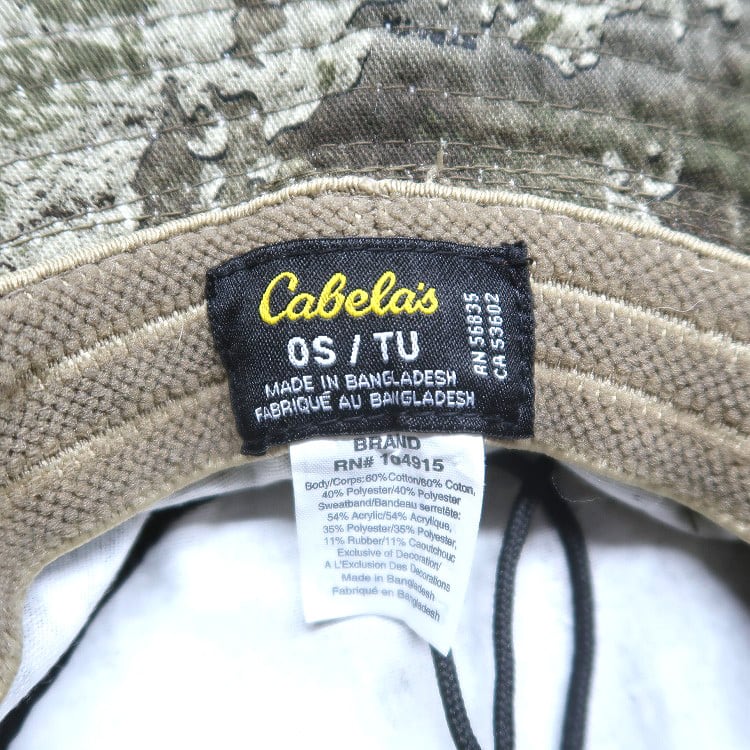 Cabela's
OS / TU
MADE IN BANGLADESH
FABRIQUÉ AU BANGLADESH
RN 56835
CA 53602
BRAND
RN# 164915
Body/Corps:60%Cotton/60% Coton,
40% Polyester/40% Polyester
Sweatband/Bandeau serretête:
54% Acrylic/54% Acrylique,
35% Polyester/35% Polyester,
11% Rubber/11% Caoutchouc
Exclusive of Decoration/
A L'Exclusion Des Decorations
Made in Bangladesh
Fabriqué en Bangladesh